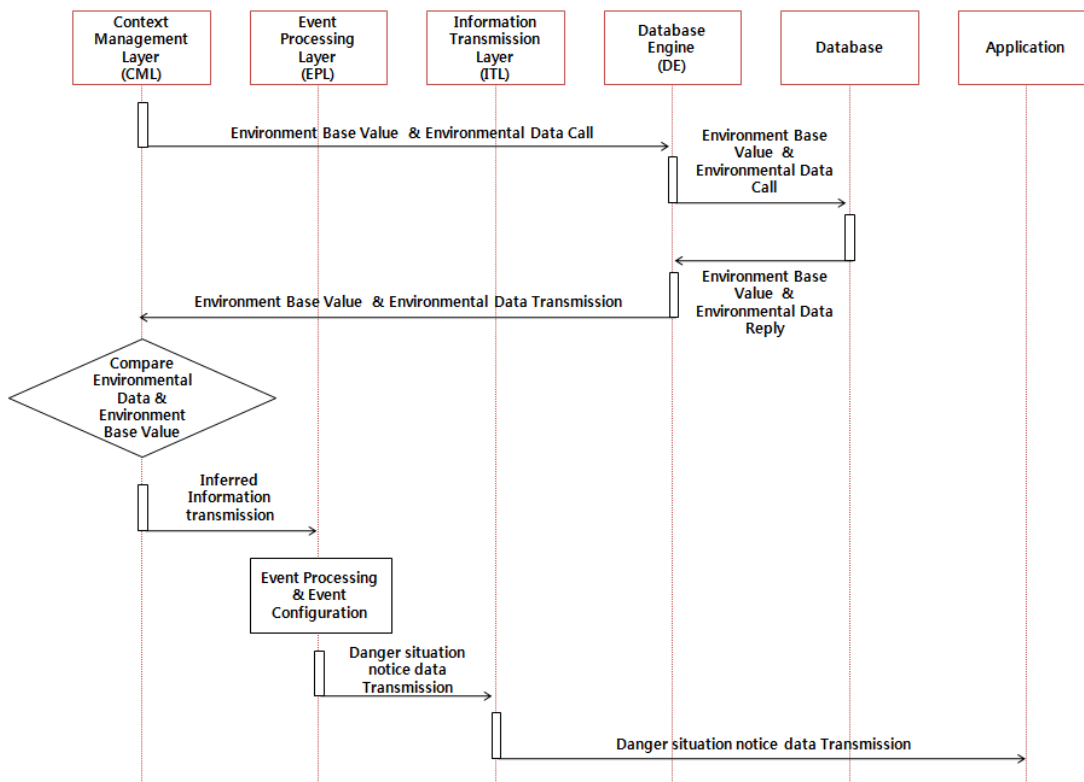 Context
Management
Layer
(CML)
Event
Processing
Layer
(EPL)
Information
Transmission
Layer
(ITL)
Database
Engine
(DE)
Database
Application
Environment Base Value & Environmental Data Call
Environment Base
Value &
Environmental Data
Call
Environment Base Value & Environmental Data Transmission
Environment Base
Value &
Environmental Data
Reply
Compare
Environmental
Data &
Environment
Base Value
Inferred
Information
transmission
Event Processing
& Event
Configuration
Danger situation
notice data
Transmission
Danger situation notice data Transmission